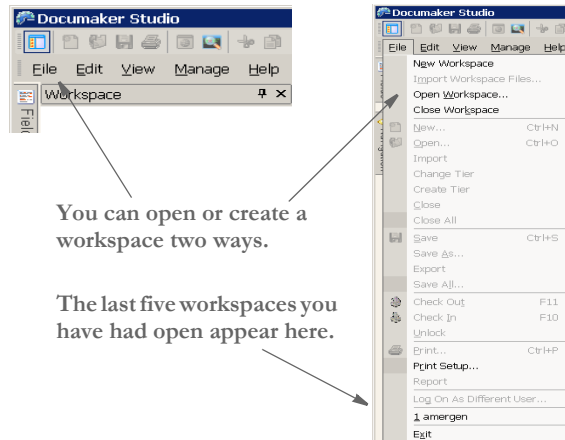 Documaker Studio
File Edit View Manage Help
Workspace
Fiel
You can open or create a
workspace two ways.
The last five workspaces you
have had open appear here.
Documaker Studio
File Edit View Manage Help
New Workspace
Import Workspace Files...
Open Workspace...
Close Workspace
New... Ctrl+N
Open... Ctrl+O
Import
Change Tier
Create Tier
Close
Close All
Save Ctrl+S
Save As...
Export
Save All...
Check Out F11
Check In F10
Unlock
Print... Ctrl+P
Print Setup...
Report
Log On As Different User...
1 amergen
Exit